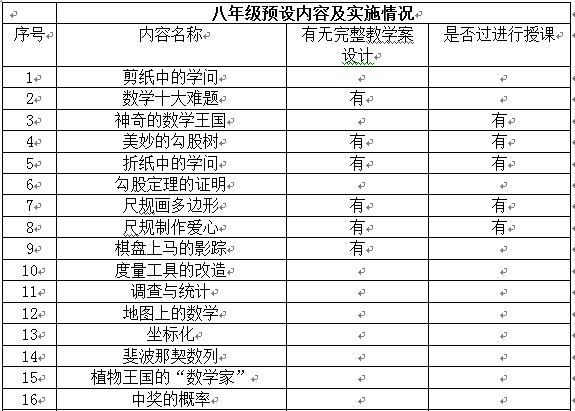 八年级预设内容及实施情况
序号 内容名称 有无完整教学案设计 是否过进行授课
1 剪纸中的学问
2 数学十大难题 有
3 神奇的数学王国 有
4 美妙的勾股树 有 有
5 折纸中的学问 有 有
6 勾股定理的证明
7 尺规画多边形 有 有
8 尺规制作爱心 有 有
9 棋盘上马的影踪 有
10 度量工具的改造
11 调查与统计
12 地图上的数学
13 坐标化
14 斐波那契数列
15 植物王国的“数学家”
16 中奖的概率